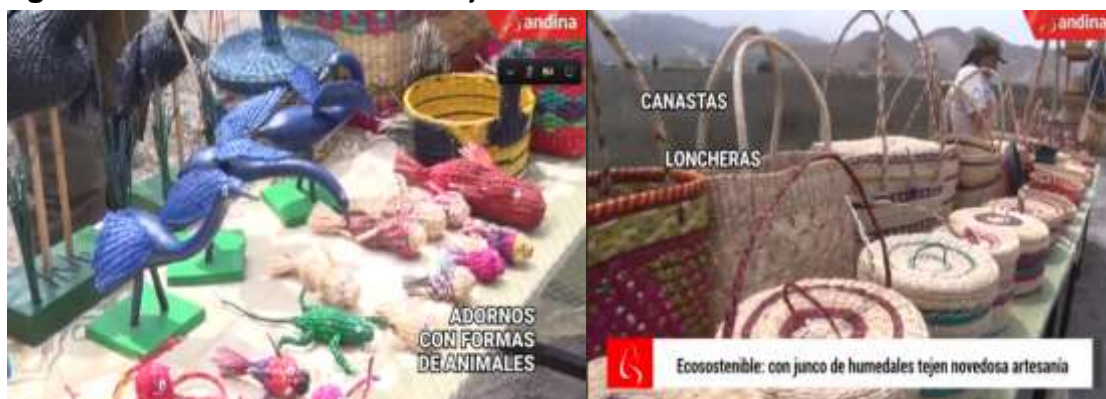 andina
ADORNOS
CON FORMAS
DE ANIMALES
andina
CANASTAS
LONCHERAS
Ecosostenible: con junco de humedales tejen novedosa artesanía